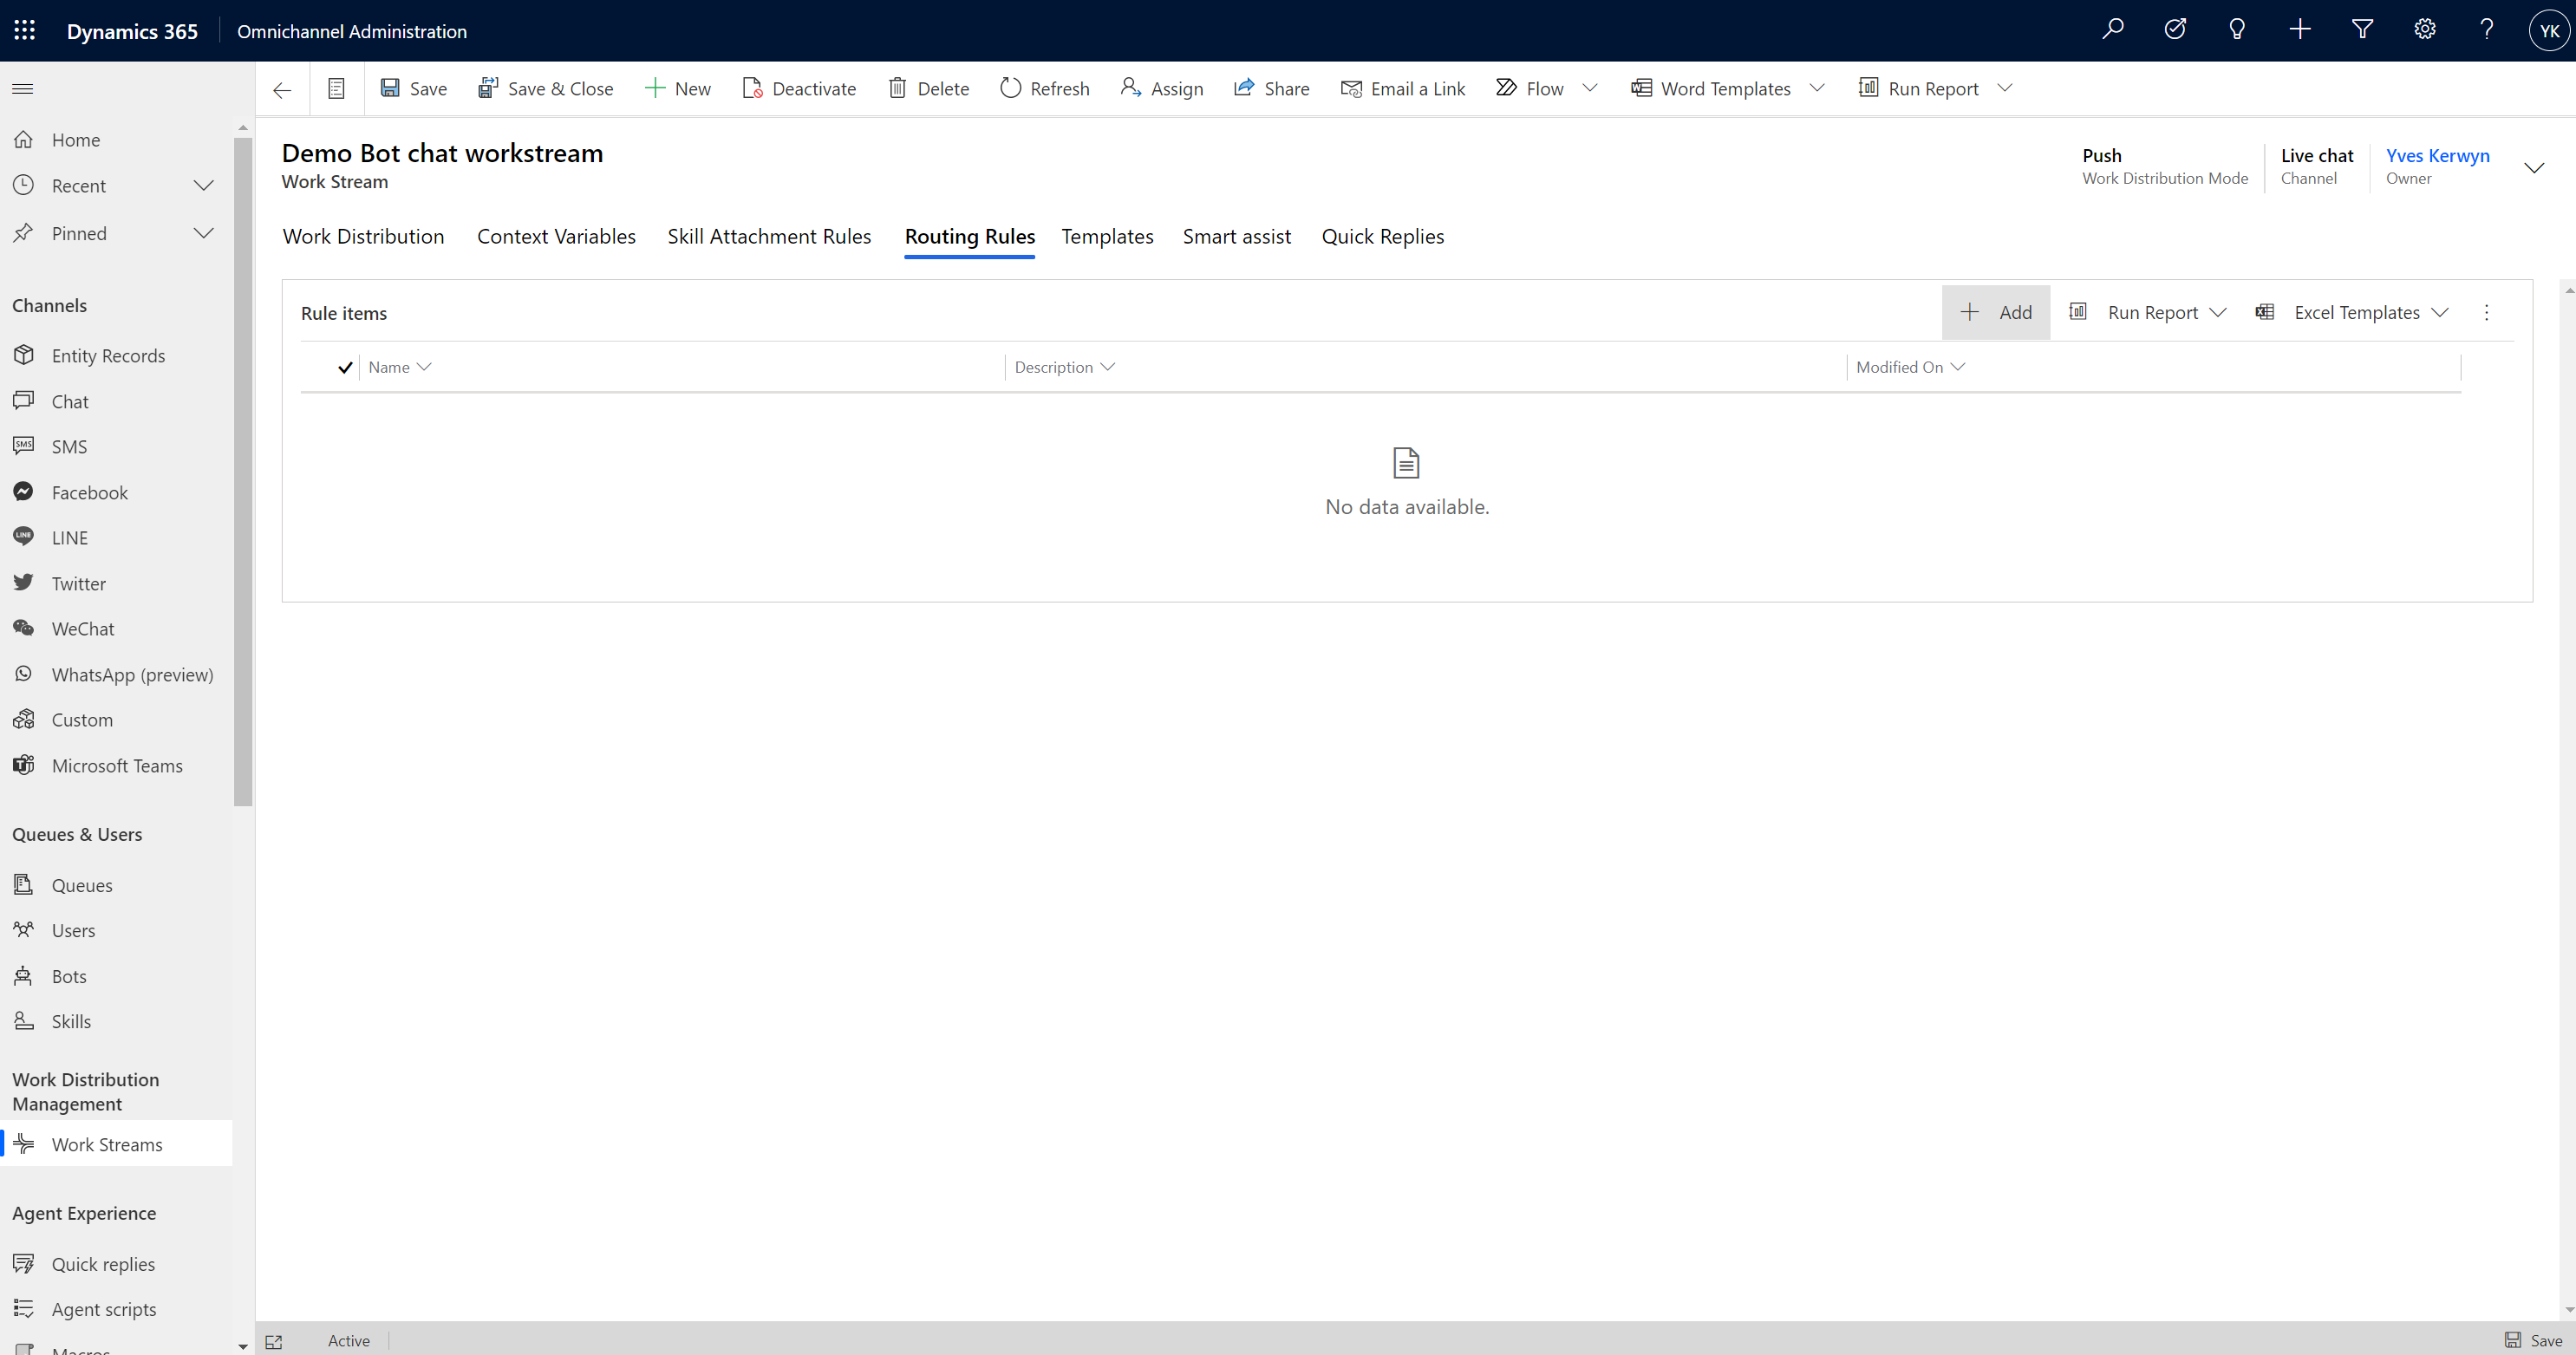 Dynamics 365 Omnichannel Administration YK
Save Save & Close New Deactivate Delete Refresh Assign Share Email a Link Flow Word Templates Run Report
Home
Recent
Pinned
Channels
Entity Records
Chat
SMS
Facebook
LINE
Twitter
WeChat
WhatsApp (preview)
Custom
Microsoft Teams
Queues & Users
Queues
Users
Bots
Skills
Work Distribution
Management
Work Streams
Agent Experience
Quick replies
Agent scripts
Macros
Demo Bot chat workstream
Work Stream
Push
Work Distribution Mode
Live chat
Channel
Yves Kerwyn
Owner
Work Distribution Context Variables Skill Attachment Rules Routing Rules Templates Smart assist Quick Replies
Rule items Add Run Report Excel Templates
Name Description Modified On
No data available.
Active Save